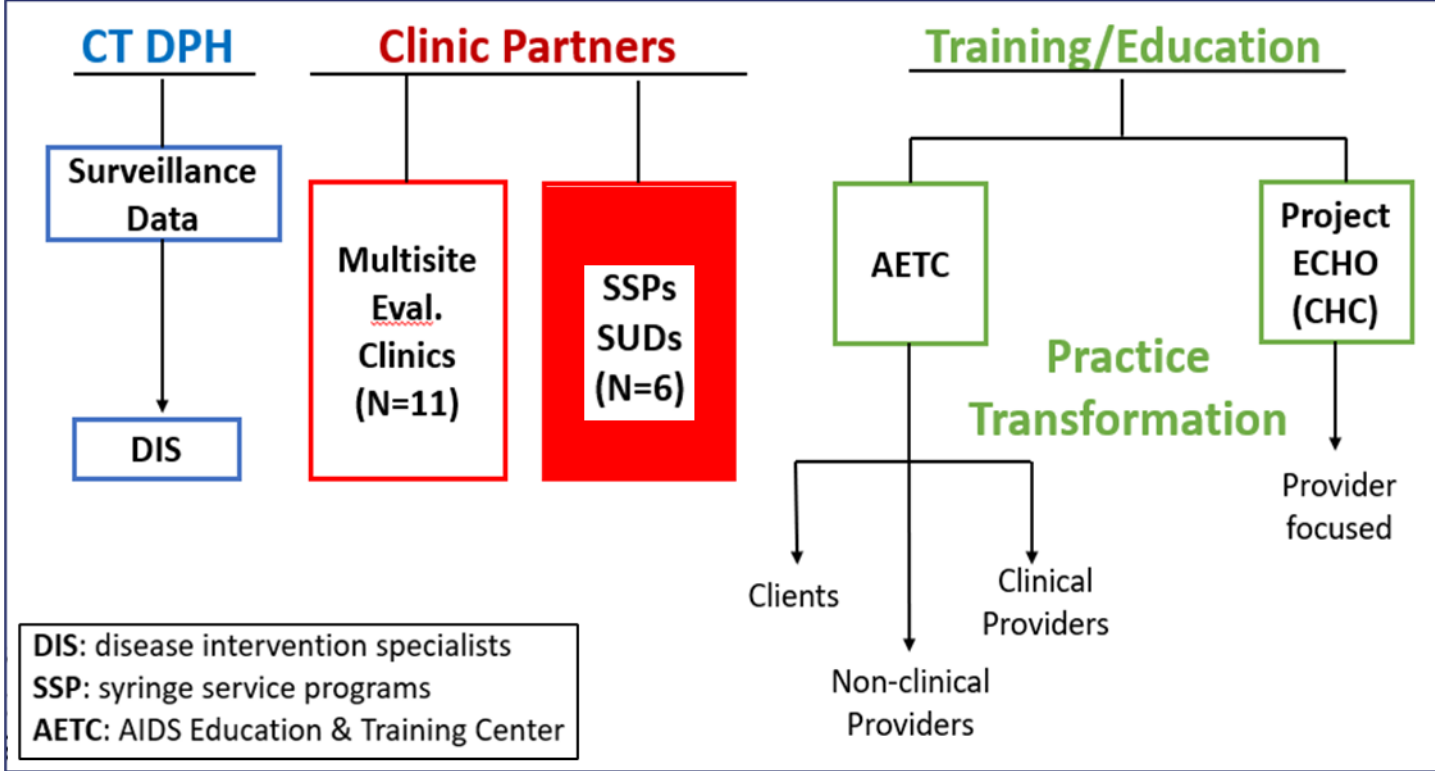 CT DPH
Clinic Partners
Training/Education
Surveillance
Data
DIS
Multisite
Eval.
Clinics
(N=11)
SSPs
SUDs
(N=6)
AETC
Project
ECHO
(CHC)
Practice
Transformation
Provider
focused
Clients
Clinical
Providers
Non-clinical
Providers
DIS: disease intervention specialists
SSP: syringe service programs
AETC: AIDS Education & Training Center